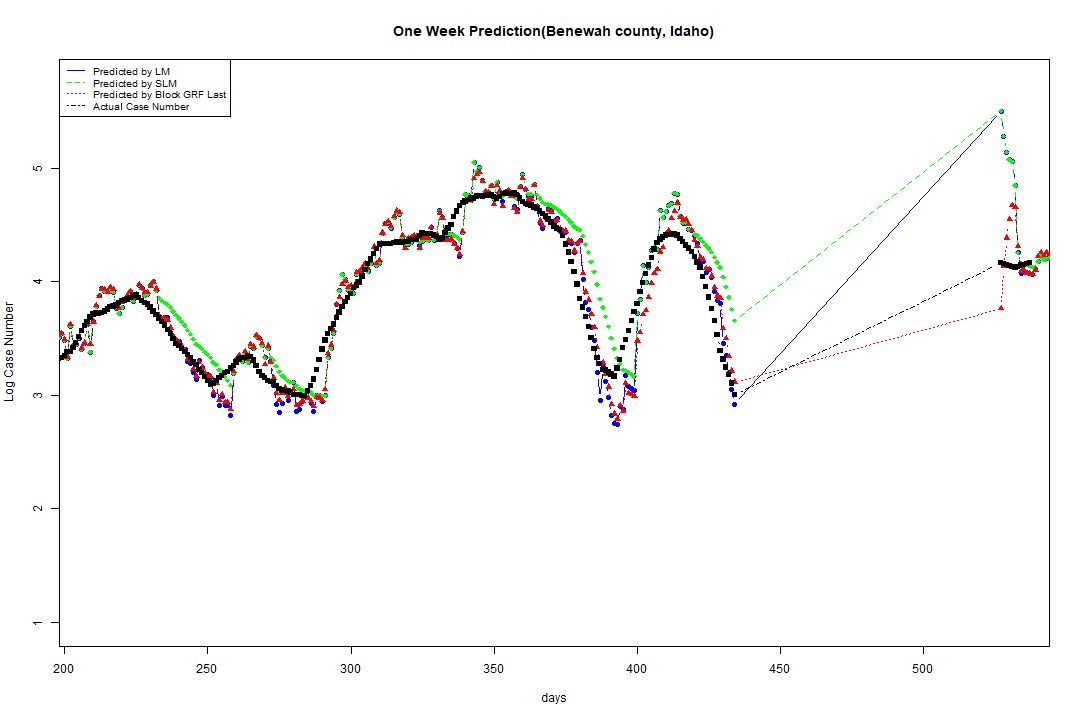 One Week Prediction(Benewah county, Idaho)
Predicted by LM
Predicted by SLM
Predicted by Block GRF Last
Actual Case Number
Log Case Number
5
4
3
2
1
200 250 300 350 400 450 500
days